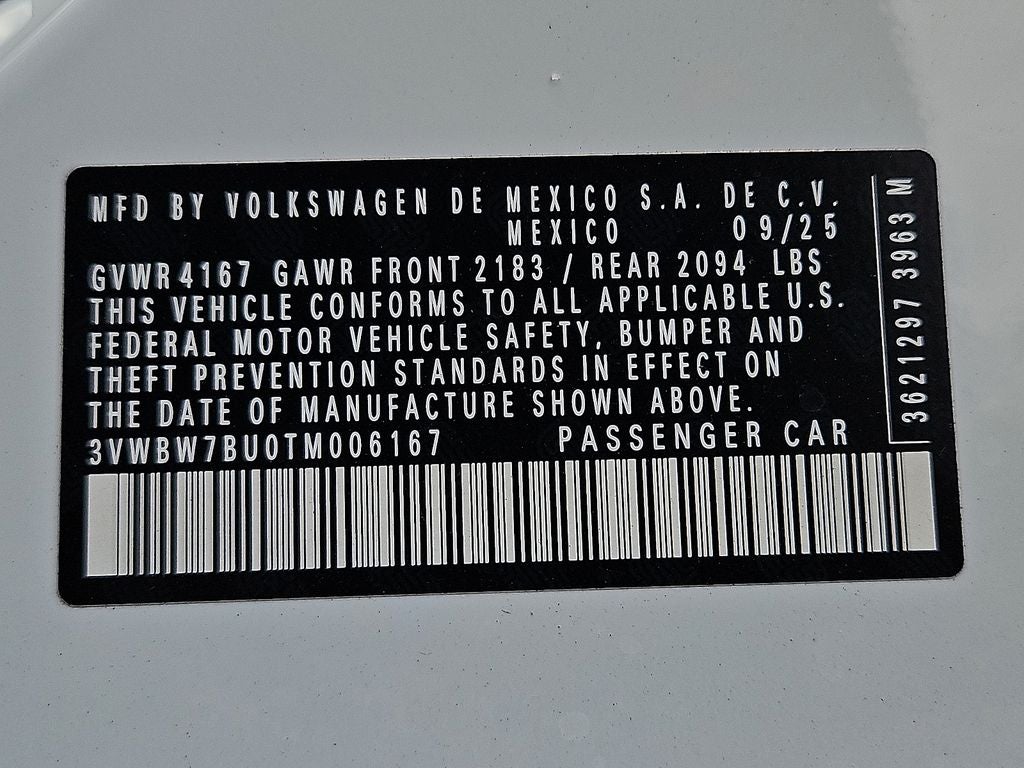 MFD BY VOLKSWAGEN DE MEXICO S.A. DE C.V.
MEXICO 09/25
GVWR 4167 GAWR FRONT 2183 / REAR 2094 LBS
THIS VEHICLE CONFORMS TO ALL APPLICABLE U.S.
FEDERAL MOTOR VEHICLE SAFETY, BUMPER AND
THEFT PREVENTION STANDARDS IN EFFECT ON
THE DATE OF MANUFACTURE SHOWN ABOVE.
3VWBW7BU0TM006167 PASSENGER CAR
3621297 3963 M